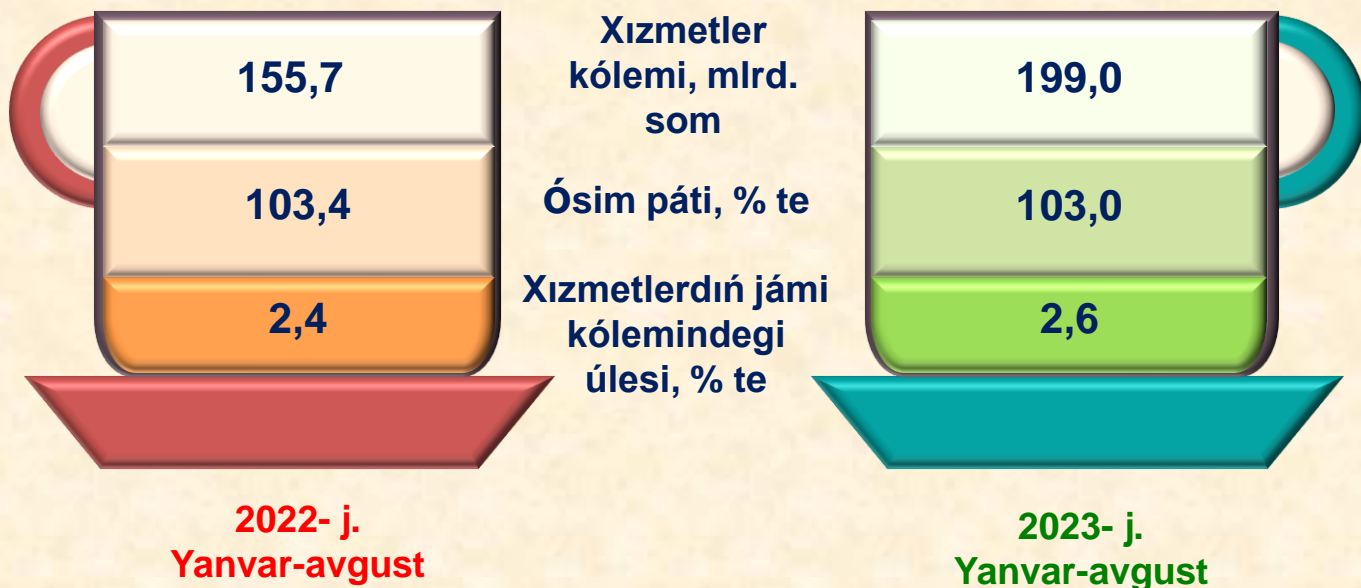 155,7
103,4
2,4
Xızmetler
kólemi, mlrd.
som
Ósim páti, % te
Xızmetlerdıń jámi
kólemindegi
úlesi, % te
199,0
103,0
2,6
2022- j.
Yanvar-avgust
2023- j.
Yanvar-avgust